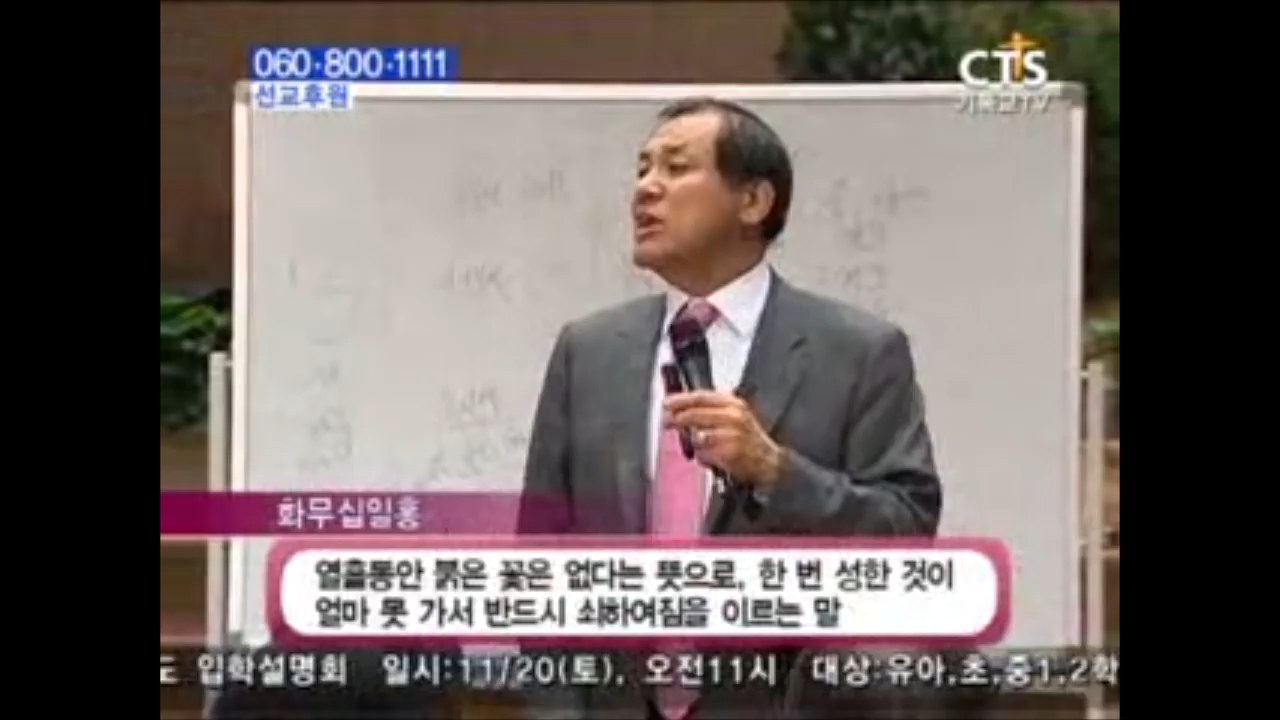 060·800·1111
선교후원
CTS
기독교TV
화무십일홍
열흘동안 붉은 꽃은 없다는 뜻으로, 한 번 성한 것이
얼마 못 가서 반드시 쇠하여짐을 이르는 말
도 입학설명회 일시:11/20(토), 오전11시 대상:유아,초,중1,2학